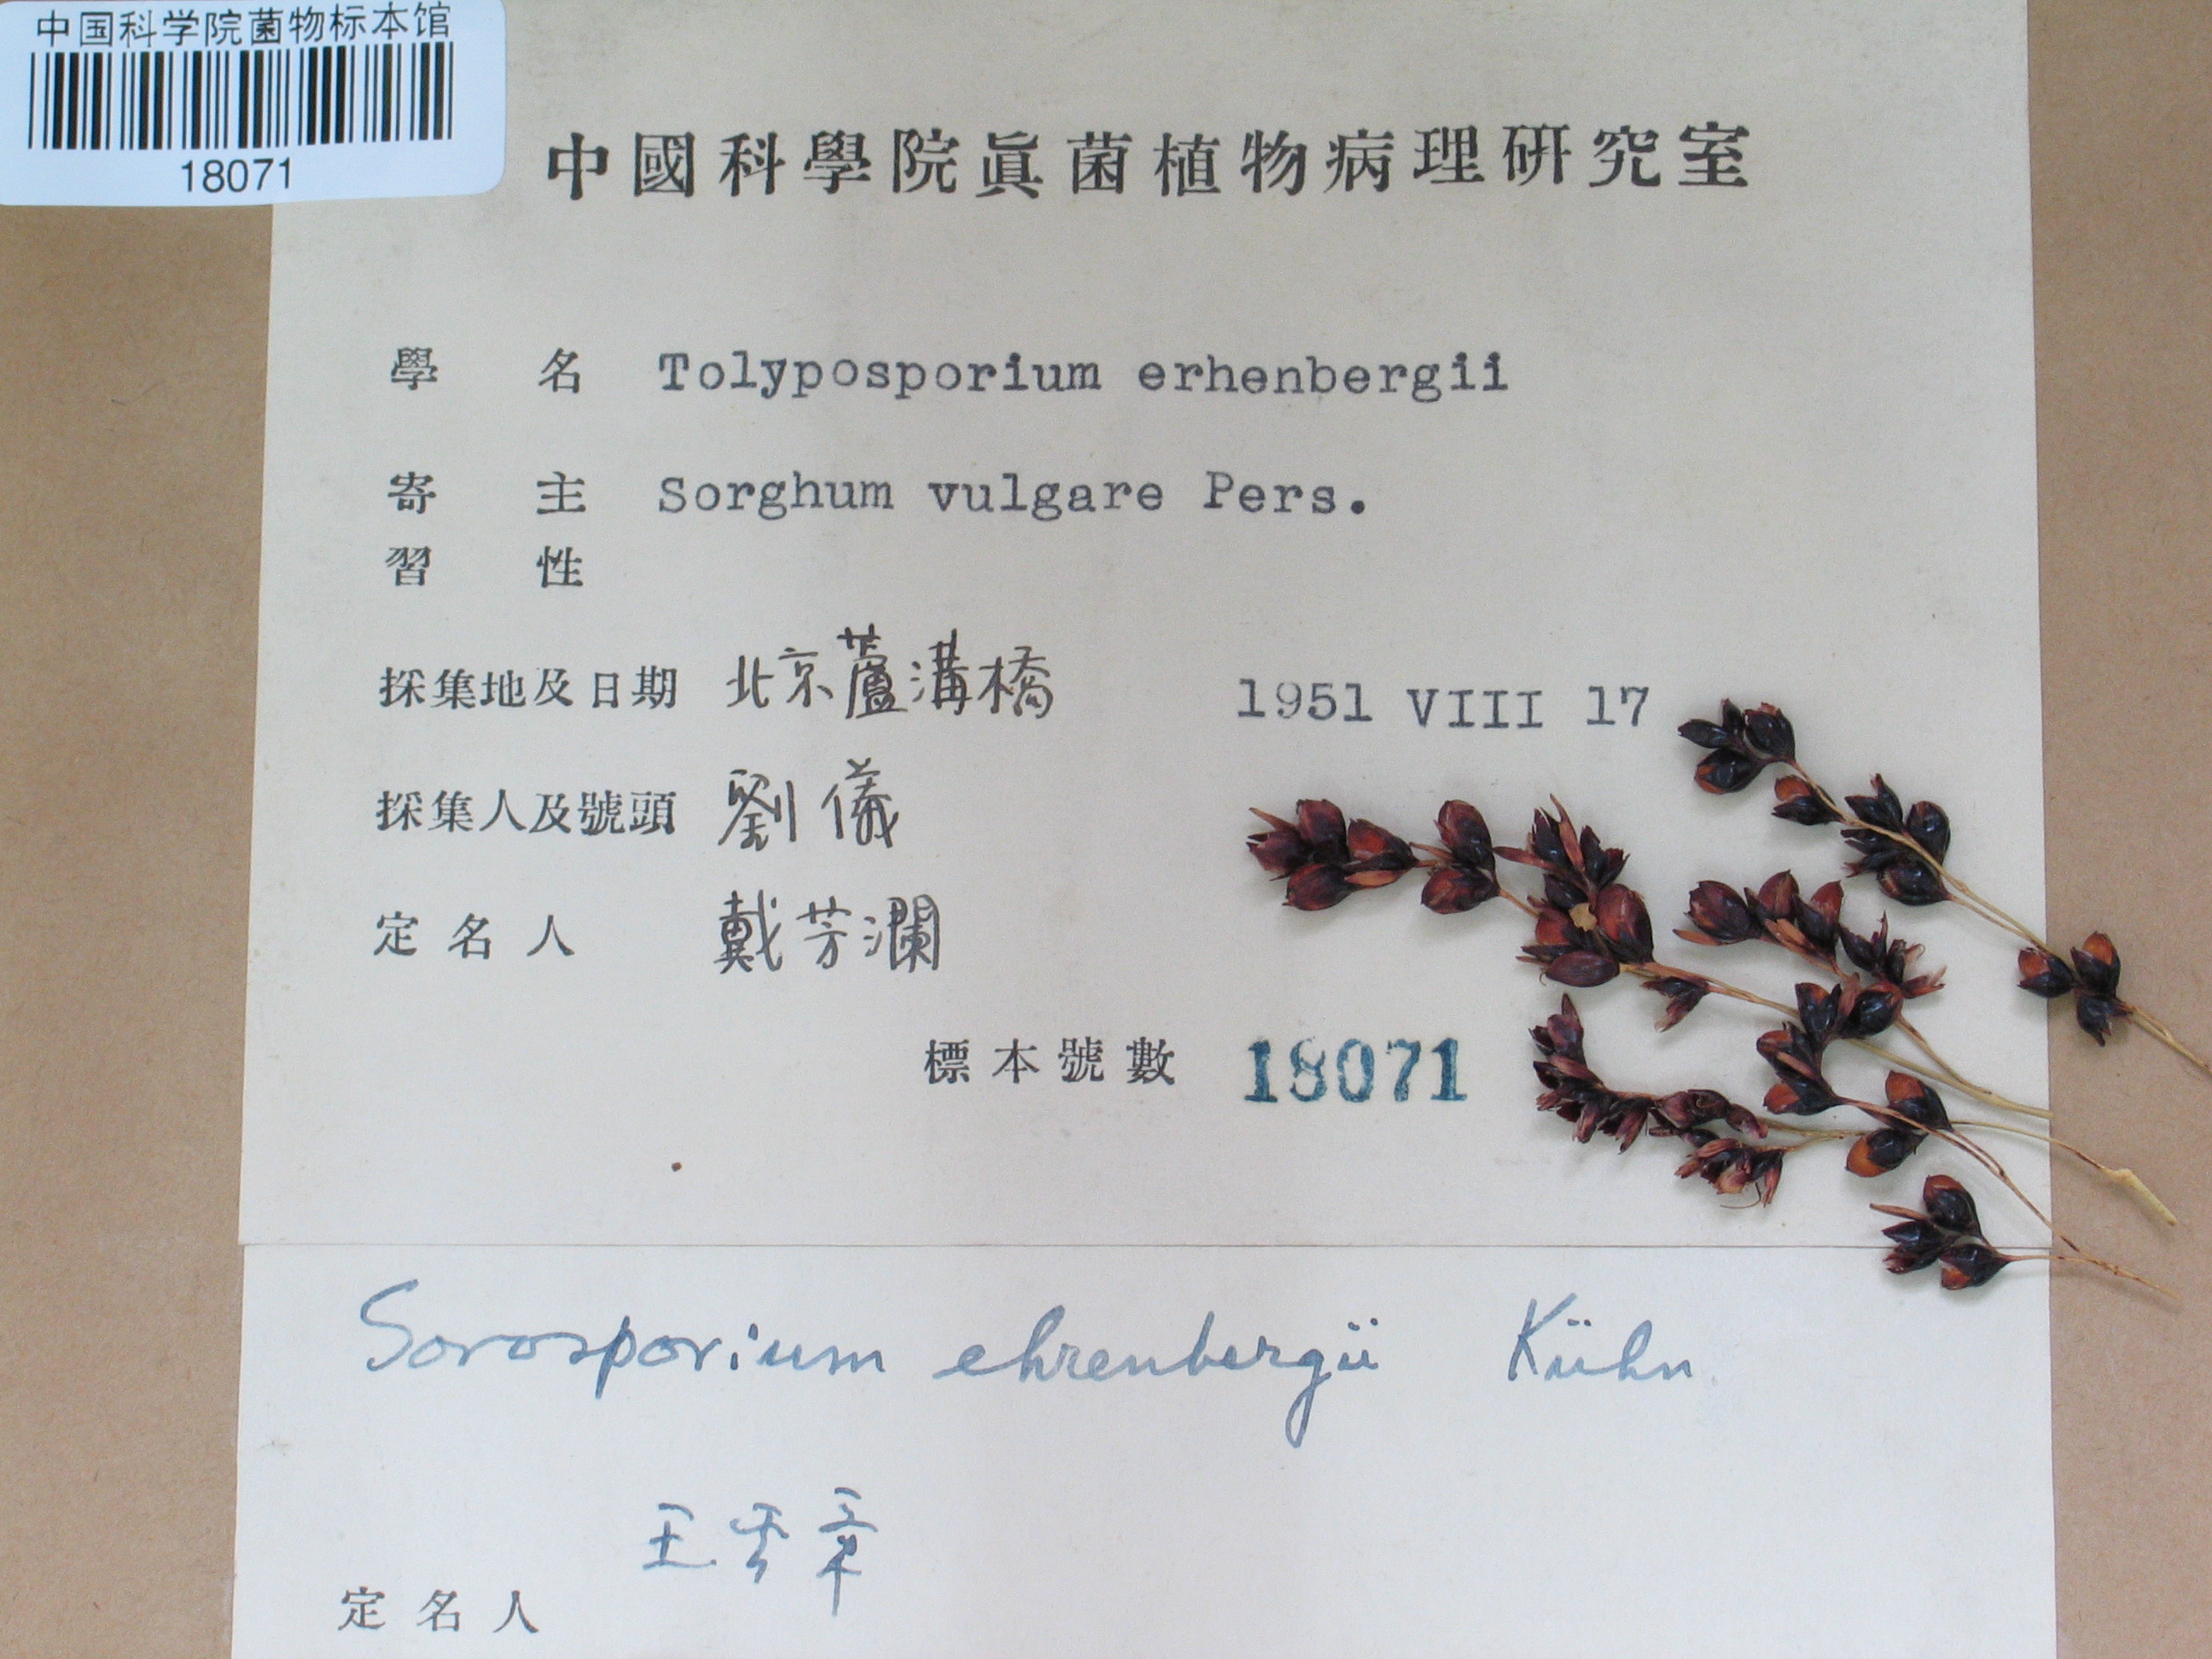 中国科学院菌物标本馆
18071
中國科學院眞菌植物病理研究室
學 名 Tolyposporium erhenbergii
寄 主 Sorghum vulgare Pers.
習 性
採集地及日期 北京蘆溝橋 1951 VIII 17
採集人及號頭 劉儀
定名人 戴芳瀾
標本號數 18071
Sorosporium ehrenbergii Kühn
王雲章
定名人